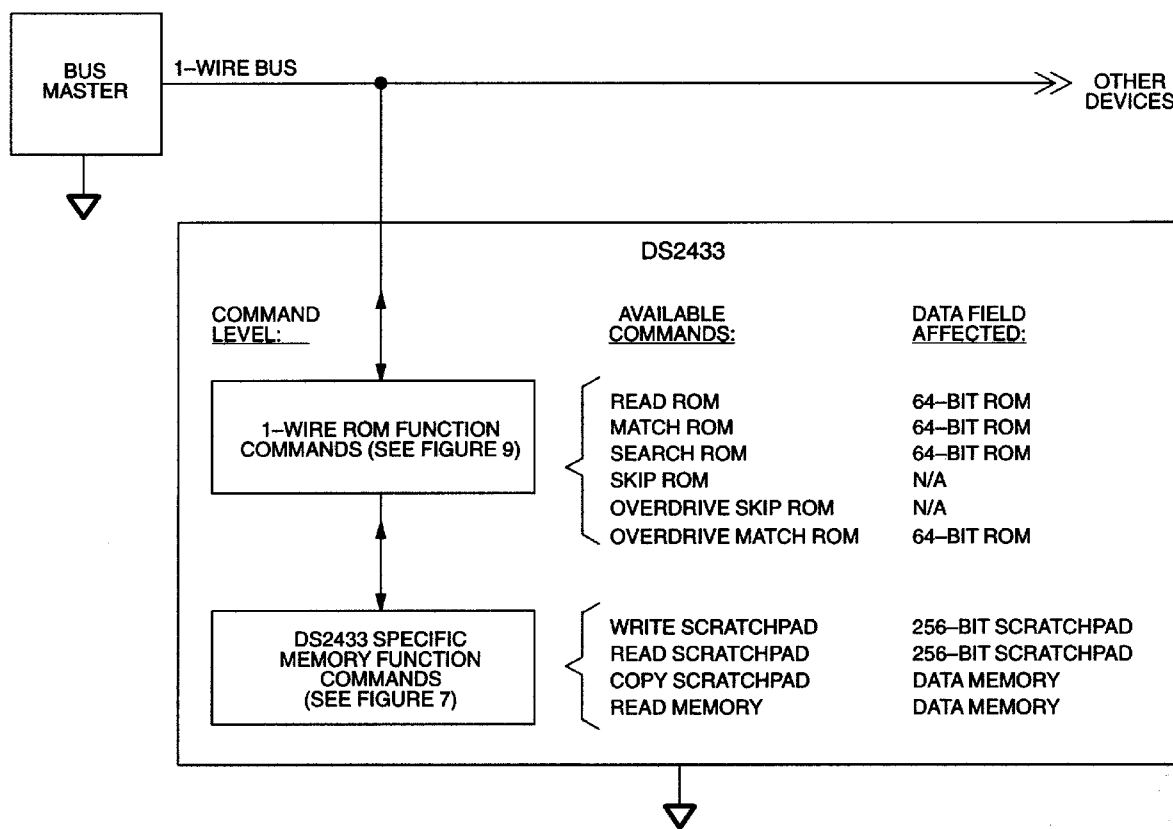 BUS
MASTER
1–WIRE BUS
OTHER
DEVICES
DS2433
COMMAND
LEVEL:
AVAILABLE
COMMANDS:
DATA FIELD
AFFECTED:
1–WIRE ROM FUNCTION
COMMANDS (SEE FIGURE 9)
READ ROM 64–BIT ROM
MATCH ROM 64–BIT ROM
SEARCH ROM 64–BIT ROM
SKIP ROM N/A
OVERDRIVE SKIP ROM N/A
OVERDRIVE MATCH ROM 64–BIT ROM
DS2433 SPECIFIC
MEMORY FUNCTION
COMMANDS
(SEE FIGURE 7)
WRITE SCRATCHPAD 256–BIT SCRATCHPAD
READ SCRATCHPAD 256–BIT SCRATCHPAD
COPY SCRATCHPAD DATA MEMORY
READ MEMORY DATA MEMORY